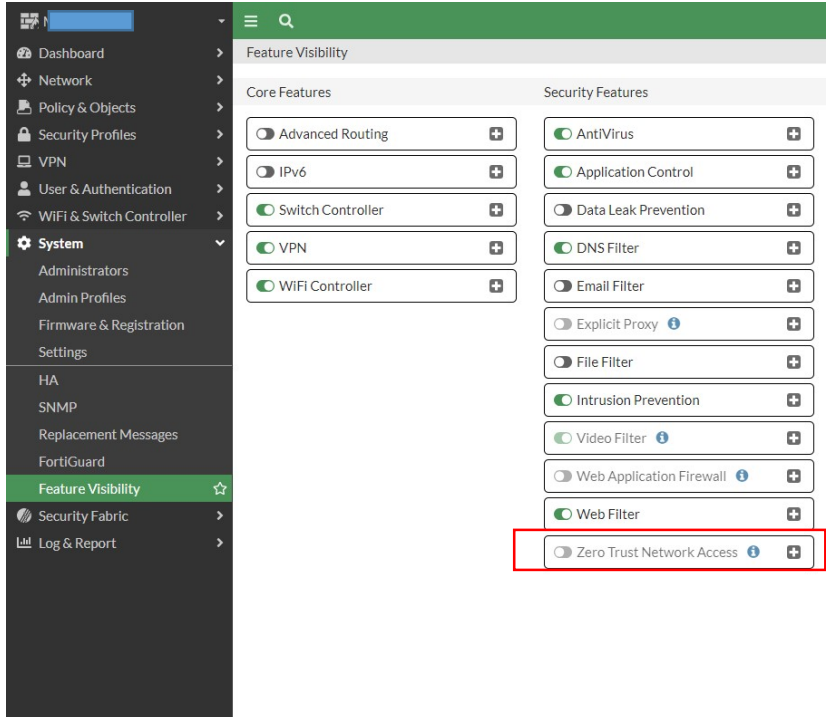 Dashboard
Network
Policy & Objects
Security Profiles
VPN
User & Authentication
WiFi & Switch Controller
System
Administrators
Admin Profiles
Firmware & Registration
Settings
HA
SNMP
Replacement Messages
FortiGuard
Feature Visibility
Security Fabric
Log & Report
Feature Visibility
Core Features
Advanced Routing
IPv6
Switch Controller
VPN
WiFi Controller
Security Features
AntiVirus
Application Control
Data Leak Prevention
DNS Filter
Email Filter
Explicit Proxy
File Filter
Intrusion Prevention
Video Filter
Web Application Firewall
Web Filter
Zero Trust Network Access